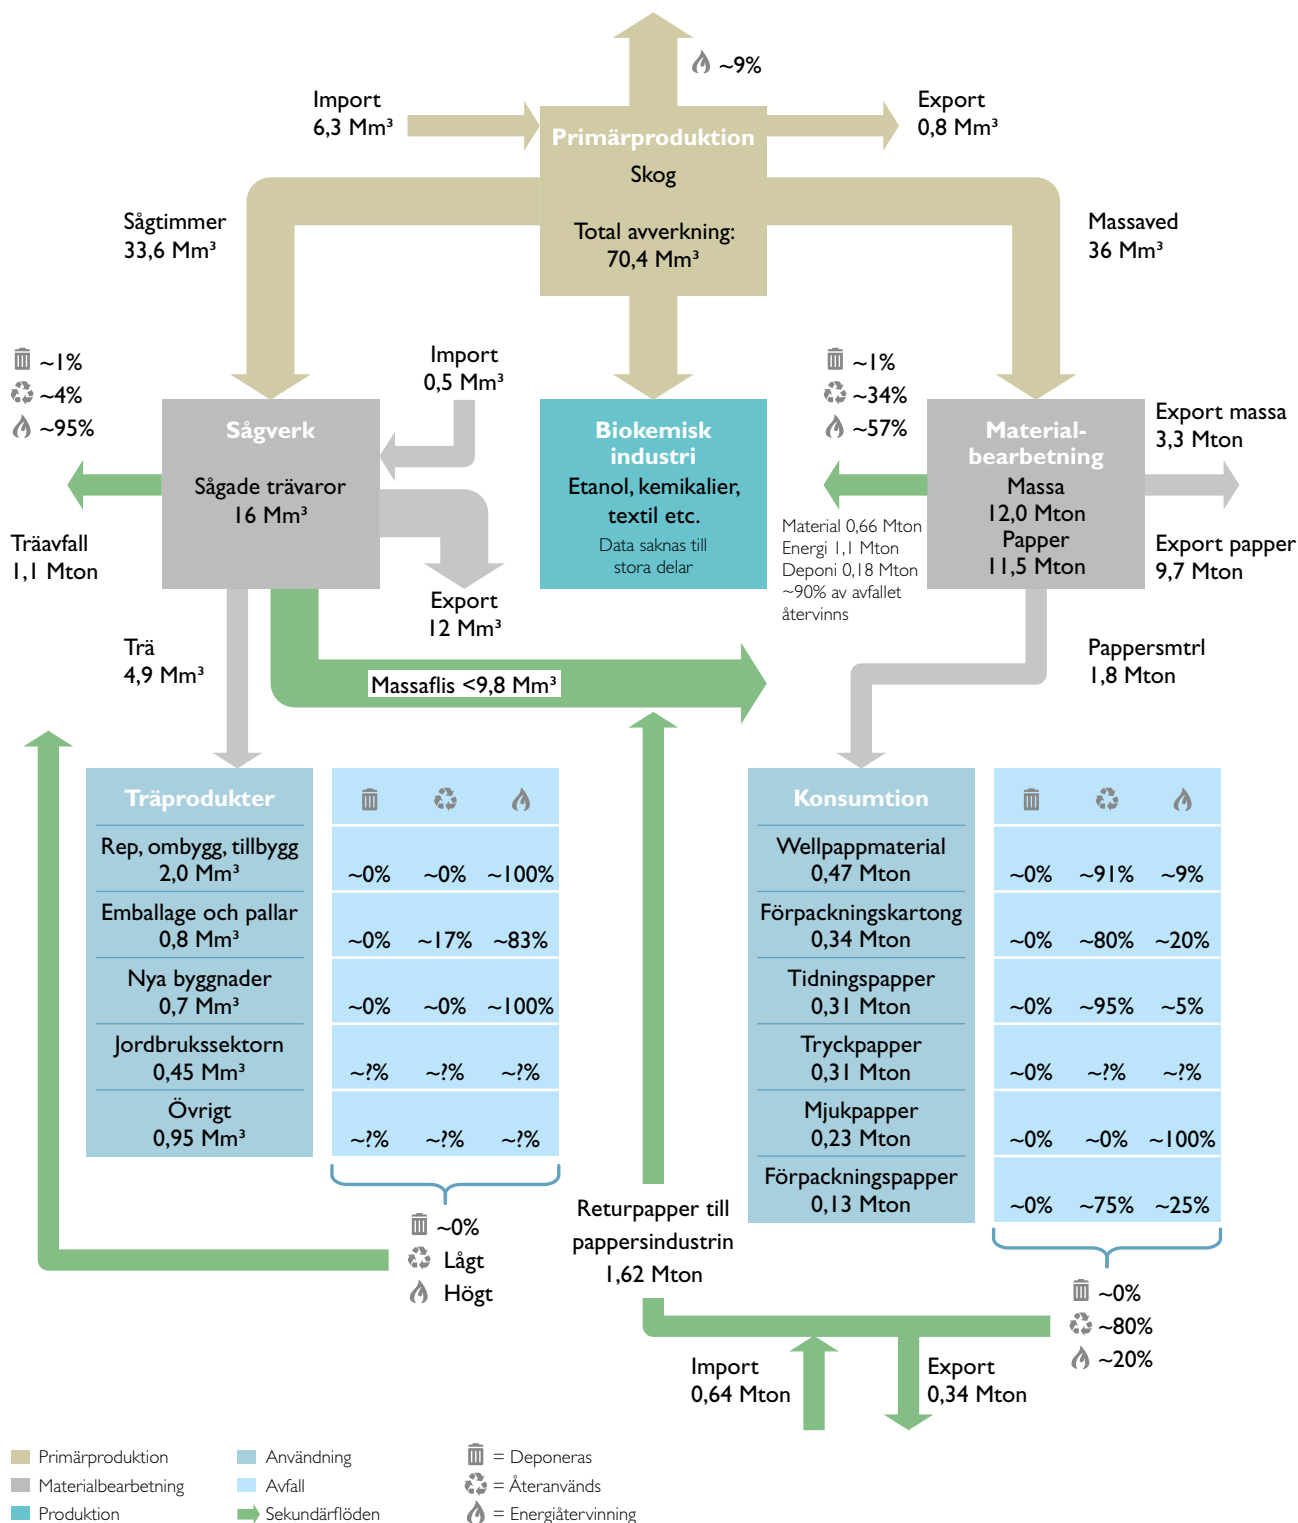 ~9%
Import
6,3 Mm³
Export
0,8 Mm³
Primärproduktion
Skog
Total avverkning:
70,4 Mm³
Sågtimmer
33,6 Mm³
Massaved
36 Mm³
~1%
~4%
~95%
Import
0,5 Mm³
~1%
~34%
~57%
Sågverk
Sågade trävaror
16 Mm³
Biokemisk
industri
Etanol, kemikalier,
textil etc.
Data saknas till
stora delar
Material-
bearbetning
Massa
12,0 Mton
Papper
11,5 Mton
Export massa
3,3 Mton
Export papper
9,7 Mton
Träavfall
1,1 Mton
Material 0,66 Mton
Energi 1,1 Mton
Deponi 0,18 Mton
~90% av avfallet
återvinns
Export
12 Mm³
Trä
4,9 Mm³
Massaflis <9,8 Mm³
Pappersmtrl
1,8 Mton
Träprodukter
Rep, ombygg, tillbygg
2,0 Mm³
~0% ~0% ~100%
Emballage och pallar
0,8 Mm³
~0% ~17% ~83%
Nya byggnader
0,7 Mm³
~0% ~0% ~100%
Jordbrukssektorn
0,45 Mm³
~?% ~?% ~?%
Övrigt
0,95 Mm³
~?% ~?% ~?%
~0%
Lågt
Högt
Konsumtion
Wellpappmaterial
0,47 Mton
~0% ~91% ~9%
Förpackningskartong
0,34 Mton
~0% ~80% ~20%
Tidningspapper
0,31 Mton
~0% ~95% ~5%
Tryckpapper
0,31 Mton
~0% ~?% ~?%
Mjukpapper
0,23 Mton
~0% ~0% ~100%
Förpackningspapper
0,13 Mton
~0% ~75% ~25%
Returpapper till
pappersindustrin
1,62 Mton
~0%
~80%
~20%
Import
0,64 Mton
Export
0,34 Mton
Primärproduktion
Materialbearbetning
Produktion
Användning
Avfall
Sekundärflöden
= Deponeras
= Återanvänds
= Energiåtervinning